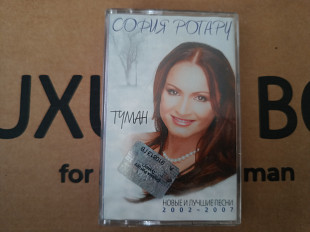 СОФИЯ РОТАРУ
ТУМАН
UXU BO
for man
НОВЫЕ И ЛУЧШИЕ ПЕСНИ
2002-2007